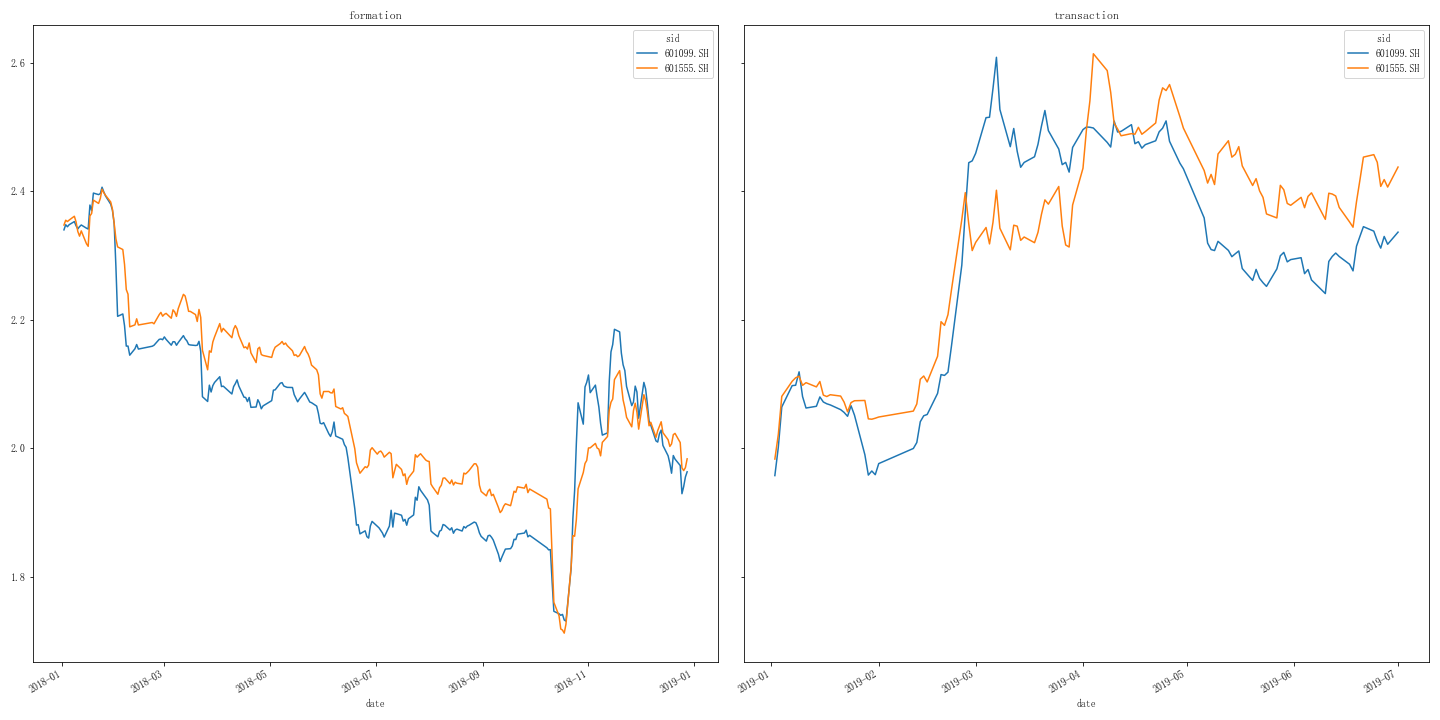 formation
sid
601099.SH
601555.SH
2.6
2.4
2.2
2.0
1.8
2018-01
2018-03
2018-05
2018-07
2018-09
2018-11
2019-01
date
transaction
sid
601099.SH
601555.SH
2019-01
2019-02
2019-03
2019-04
2019-05
2019-06
2019-07
date